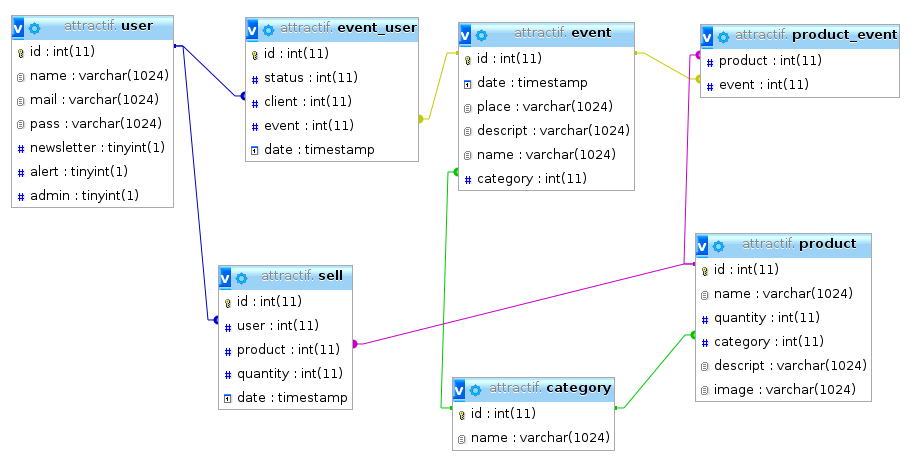 v attractif. user
id : int(11)
name : varchar(1024)
mail : varchar(1024)
pass : varchar(1024)
# newsletter : tinyint(1)
# alert : tinyint(1)
# admin : tinyint(1)
v attractif. event_user
id : int(11)
# status : int(11)
# client : int(11)
# event : int(11)
date : timestamp
v attractif. event
id : int(11)
date : timestamp
place : varchar(1024)
descript : varchar(1024)
name : varchar(1024)
# category : int(11)
v attractif. product_event
# product : int(11)
# event : int(11)
v attractif. sell
id : int(11)
# user : int(11)
# product : int(11)
# quantity : int(11)
date : timestamp
v attractif. category
id : int(11)
name : varchar(1024)
v attractif. product
id : int(11)
name : varchar(1024)
# quantity : int(11)
# category : int(11)
descript : varchar(1024)
image : varchar(1024)